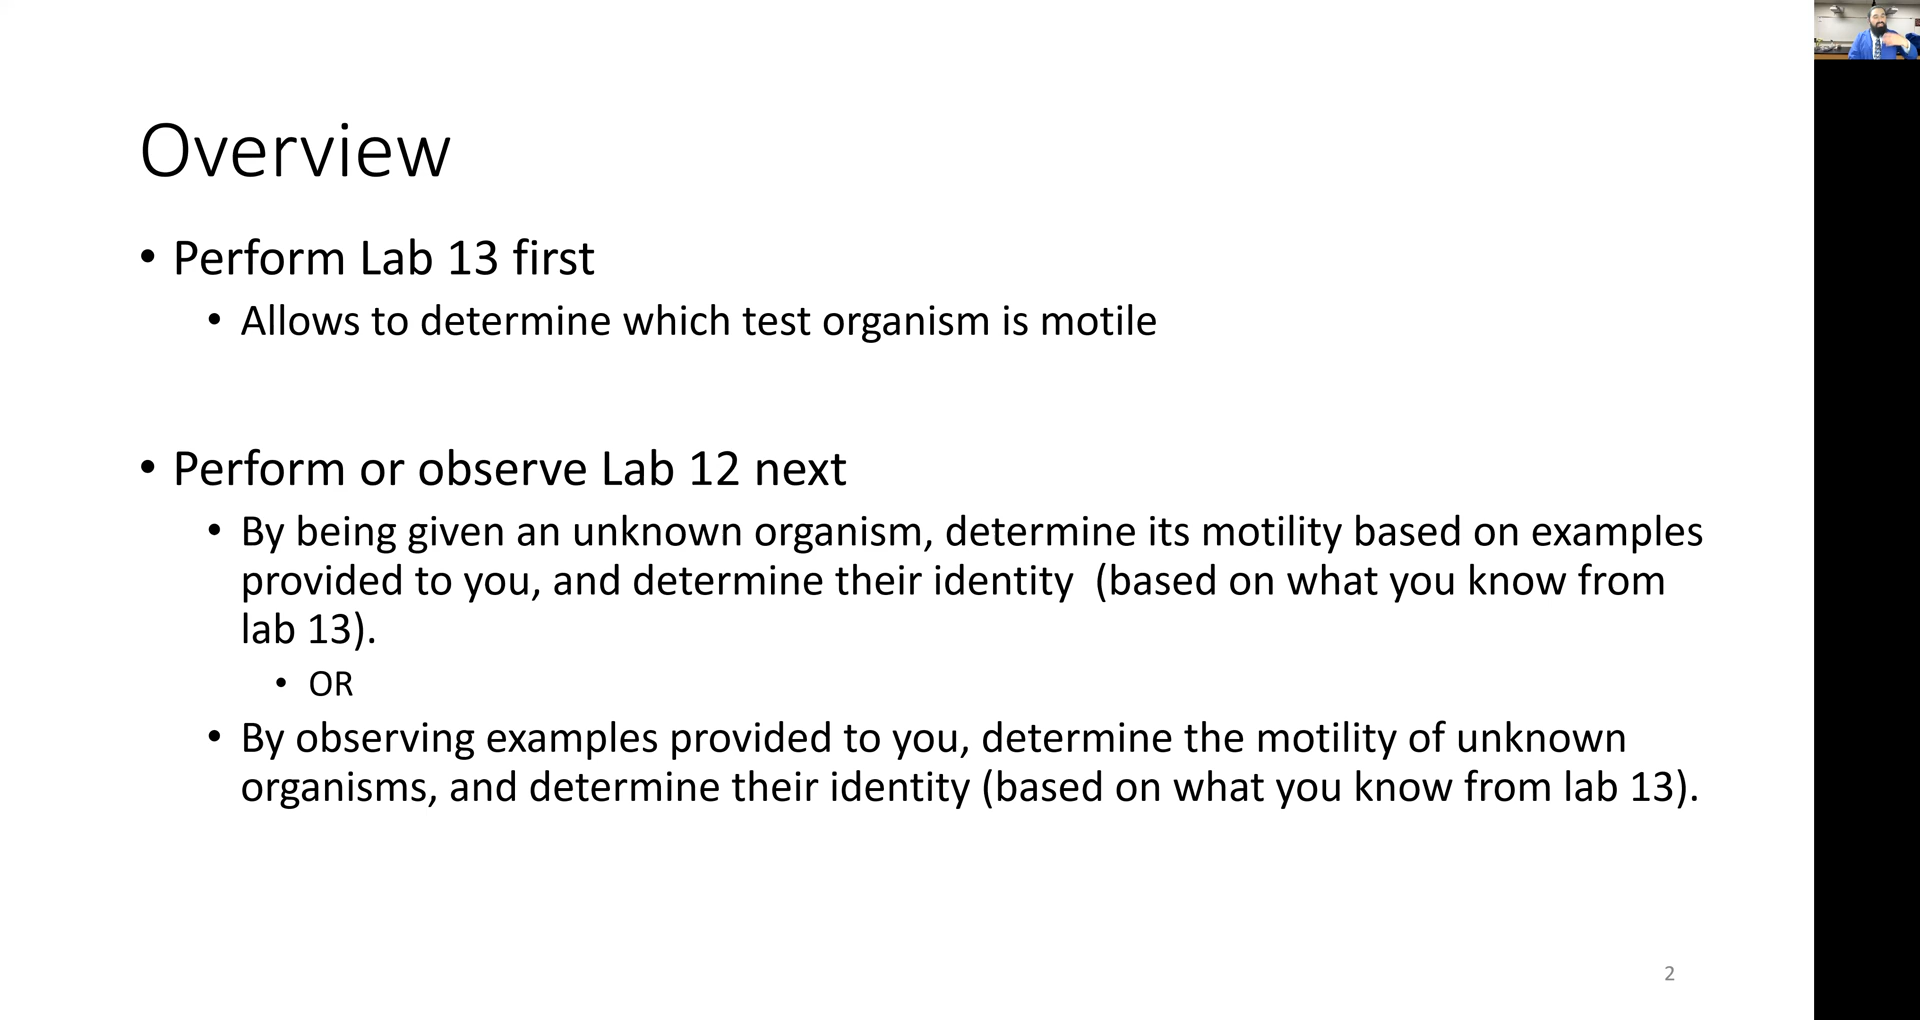 Overview
• Perform Lab 13 first
• Allows to determine which test organism is motile
• Perform or observe Lab 12 next
• By being given an unknown organism, determine its motility based on examples
provided to you, and determine their identity  (based on what you know from
lab 13).
• OR
• By observing examples provided to you, determine the motility of unknown
organisms, and determine their identity (based on what you know from lab 13).
2